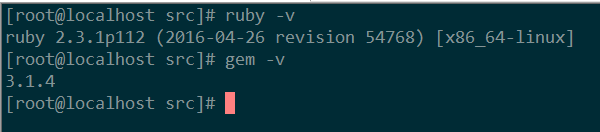 [root@localhost src]# ruby -v
ruby 2.3.1p112 (2016-04-26 revision 54768) [x86_64-linux]
[root@localhost src]# gem -v
3.1.4
[root@localhost src]#